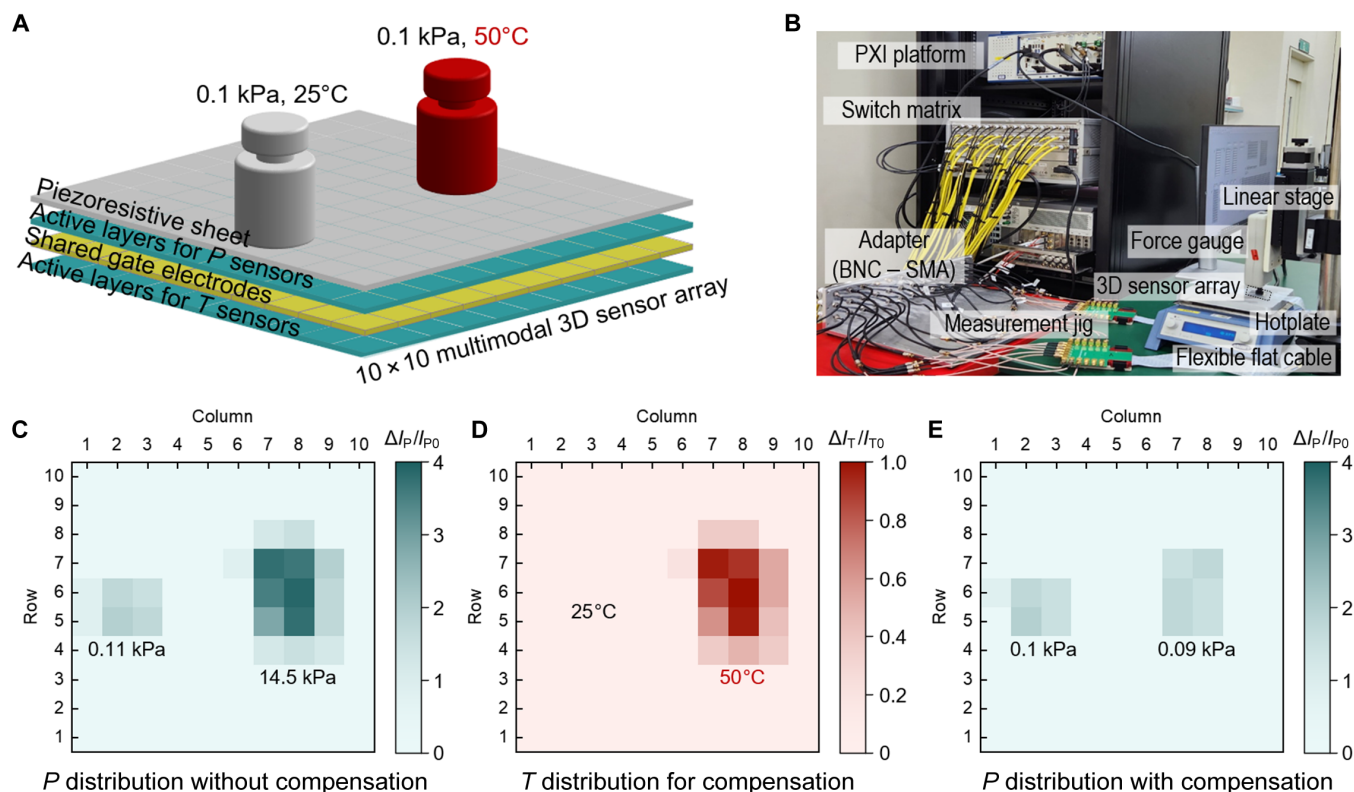 A
0.1 kPa, 50°C
0.1 kPa, 25°C
Piezoresistive sheet
Active layers for P sensors
Shared gate electrodes
Active layers for T sensors
10 × 10 multimodal 3D sensor array
B
PXI platform
Switch matrix
Linear stage
Adapter
(BNC – SMA)
Force gauge
3D sensor array
Measurement jig
Hotplate
Flexible flat cable
C
Column
1 2 3 4 5 6 7 8 9 10
ΔIP/IP0
Row
10
9
8
7
6
5
4
3
2
1
0.11 kPa
14.5 kPa
4
3
2
1
0
P distribution without compensation
D
Column
1 2 3 4 5 6 7 8 9 10
ΔIT/IT0
Row
10
9
8
7
6
5
4
3
2
1
25°C
50°C
1.0
0.8
0.6
0.4
0.2
0
T distribution for compensation
E
Column
1 2 3 4 5 6 7 8 9 10
ΔIP/IP0
Row
10
9
8
7
6
5
4
3
2
1
0.1 kPa
0.09 kPa
4
3
2
1
0
P distribution with compensation